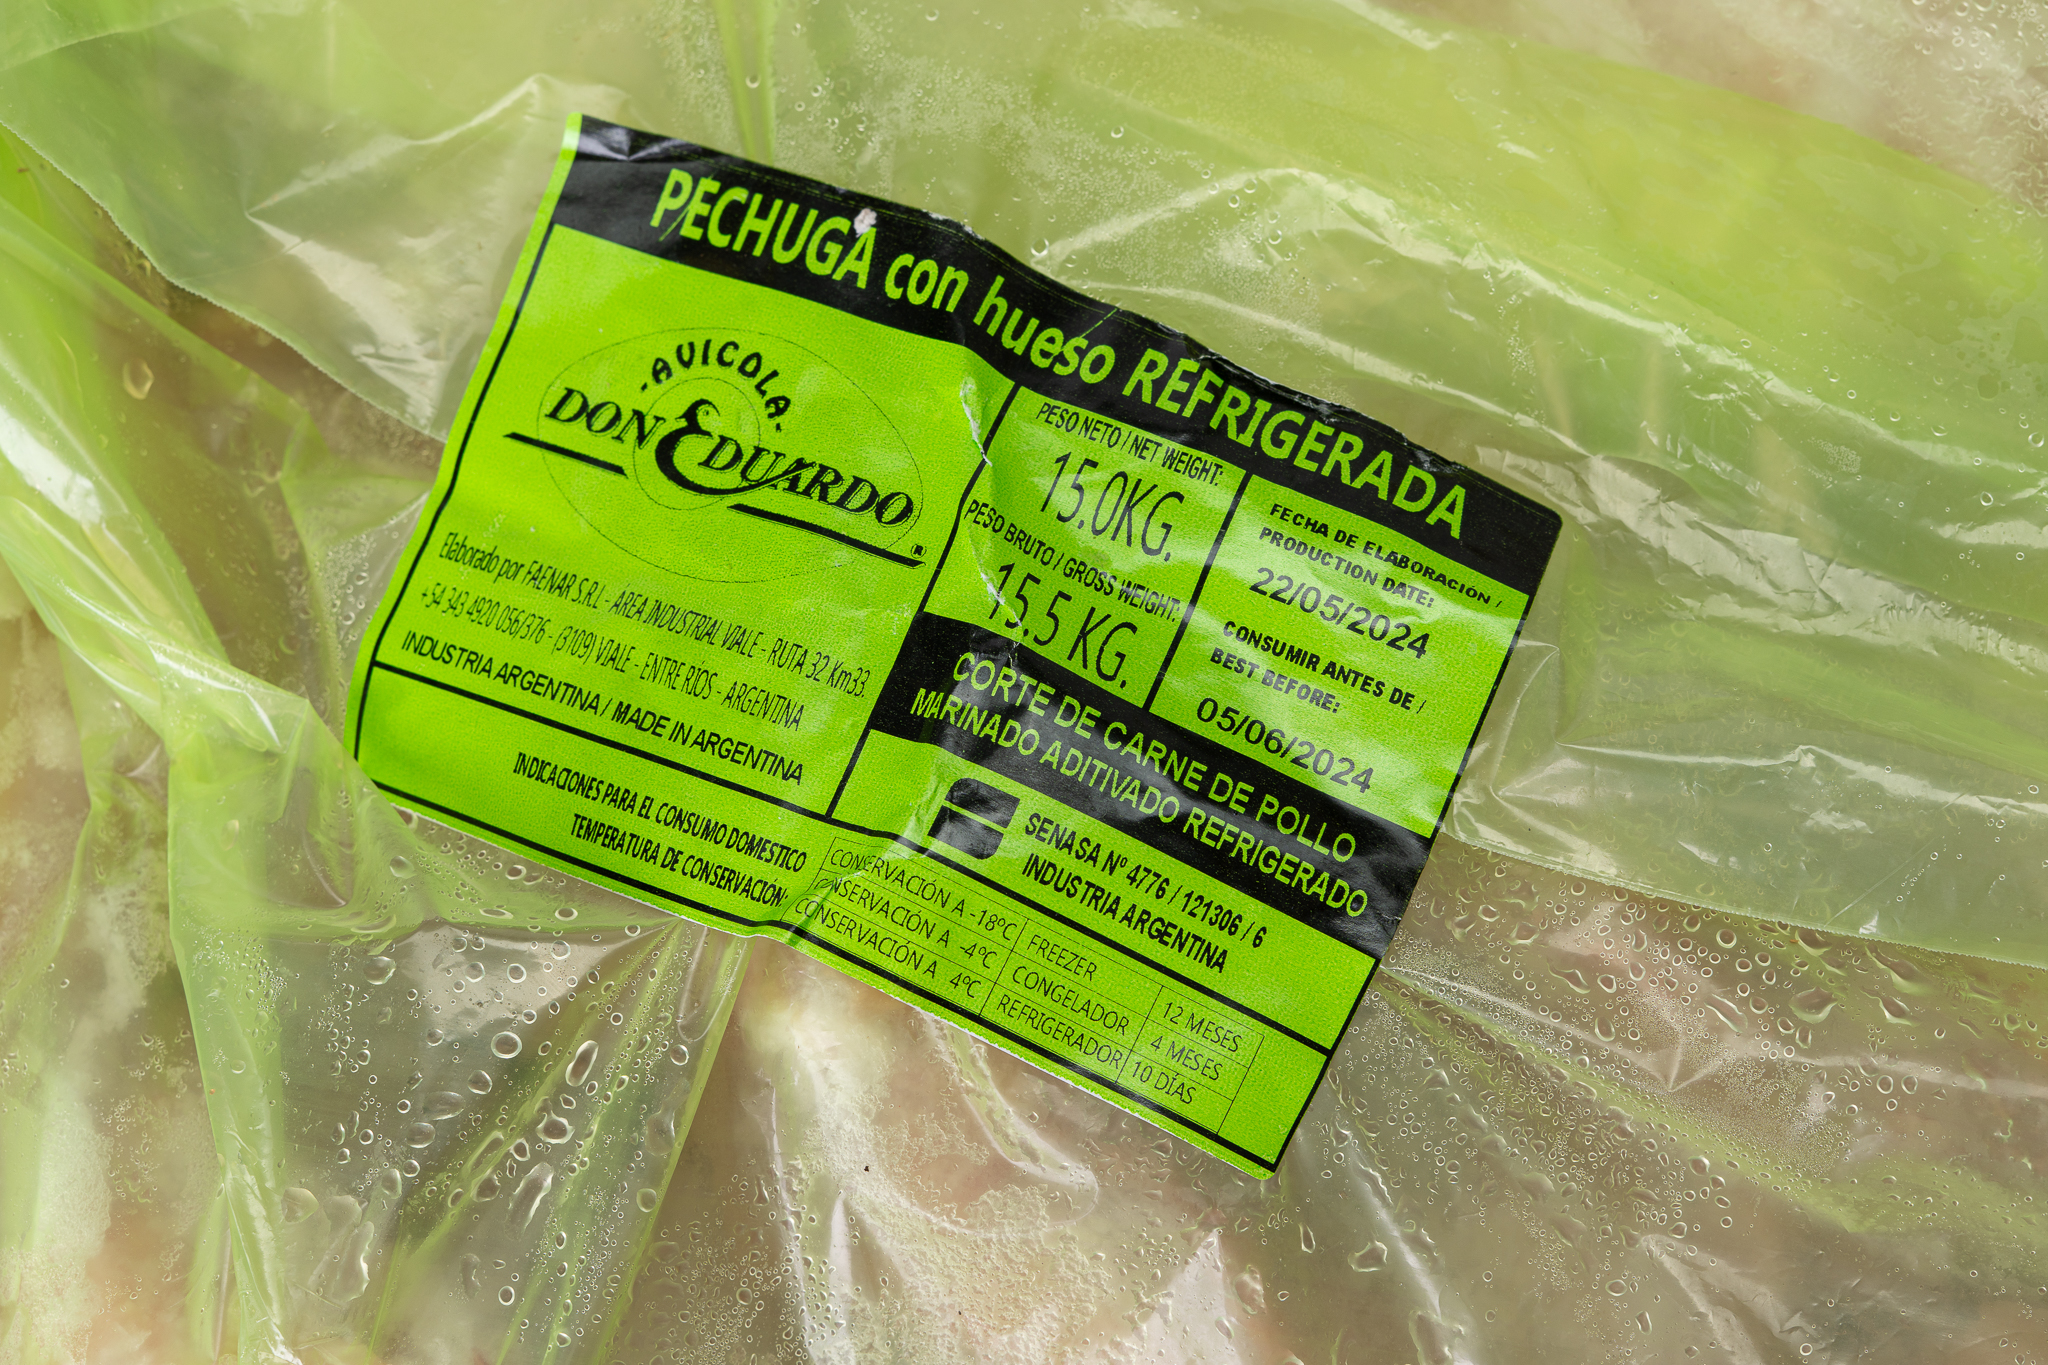 PECHUGA con hueso REFRIGERADA
-AVICOLA-
DON EDUARDO
®
Elaborado por FAENAR S.R.L - AREA INDUSTRIAL VIALE - RUTA 32 Km33.
+54 343 4920 056/376 - (3109) VIALE - ENTRE RÍOS - ARGENTINA
INDUSTRIA ARGENTINA / MADE IN ARGENTINA
PESO NETO / NET WEIGHT:
15.0KG.
PESO BRUTO / GROSS WEIGHT:
15.5 KG.
FECHA DE ELABORACIÓN /
PRODUCTION DATE:
22/05/2024
CONSUMIR ANTES DE /
BEST BEFORE:
05/06/2024
CORTE DE CARNE DE POLLO
MARINADO ADITIVADO REFRIGERADO
SENASA Nº 4776 / 121306 / 6
INDUSTRIA ARGENTINA
INDICACIONES PARA EL CONSUMO DOMESTICO
TEMPERATURA DE CONSERVACIÓN:
CONSERVACIÓN A -18ºC FREEZER 12 MESES
CONSERVACIÓN A -4ºC CONGELADOR 4 MESES
CONSERVACIÓN A 4ºC REFRIGERADOR 10 DÍAS